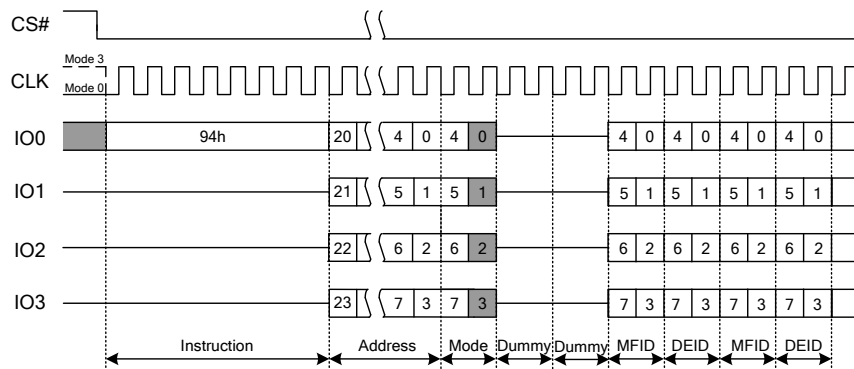 CS#
Mode 3
CLK
Mode 0
IO0 94h 20 4 0 4 0 4 0 4 0 4 0 4 0
IO1 21 5 1 5 1 5 1 5 1 5 1 5 1
IO2 22 6 2 6 2 6 2 6 2 6 2 6 2
IO3 23 7 3 7 3 7 3 7 3 7 3 7 3
Instruction Address Mode Dummy Dummy MFID DEID MFID DEID